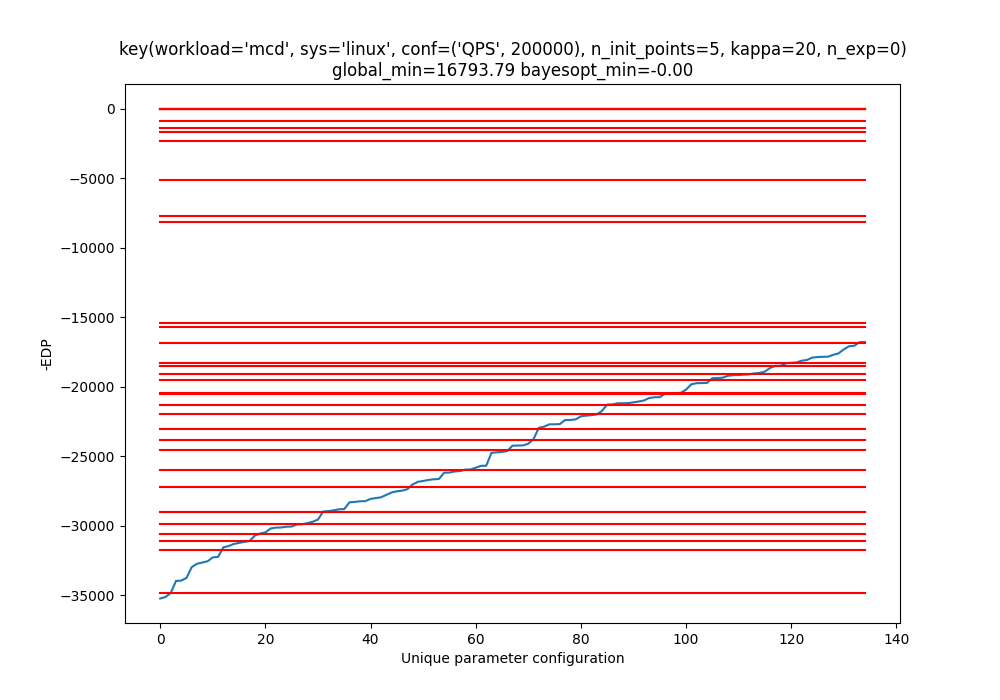 key(workload='mcd', sys='linux', conf=('QPS', 200000), n_init_points=5, kappa=20, n_exp=0)
global_min=16793.79 bayesopt_min=-0.00
0
−5000
−10000
−15000
−20000
−25000
−30000
−35000
-EDP
0 20 40 60 80 100 120 140
Unique parameter configuration